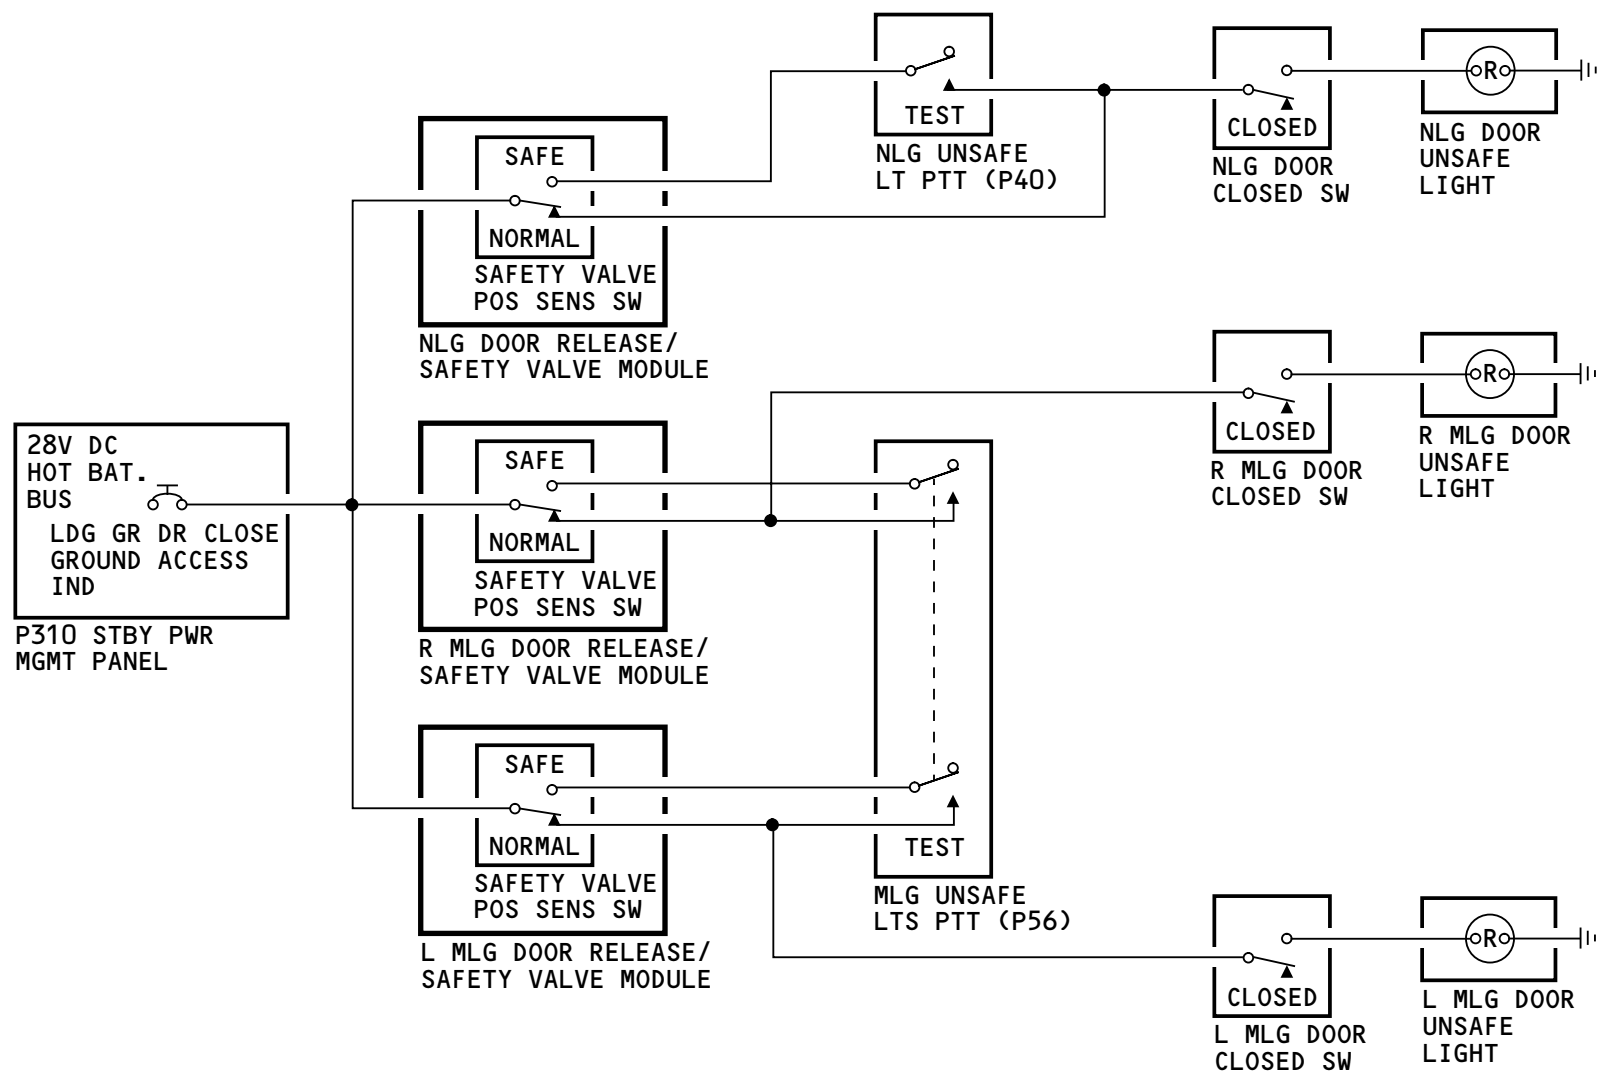 TEST
NLG UNSAFE
LT PTT (P40)
CLOSED
NLG DOOR
CLOSED SW
R
NLG DOOR
UNSAFE
LIGHT
SAFE
NORMAL
SAFETY VALVE
POS SENS SW
NLG DOOR RELEASE/
SAFETY VALVE MODULE
CLOSED
R MLG DOOR
CLOSED SW
R
R MLG DOOR
UNSAFE
LIGHT
28V DC
HOT BAT.
BUS
LDG GR DR CLOSE
GROUND ACCESS
IND
P310 STBY PWR
MGMT PANEL
SAFE
NORMAL
SAFETY VALVE
POS SENS SW
R MLG DOOR RELEASE/
SAFETY VALVE MODULE
SAFE
NORMAL
SAFETY VALVE
POS SENS SW
L MLG DOOR RELEASE/
SAFETY VALVE MODULE
TEST
MLG UNSAFE
LTS PTT (P56)
CLOSED
L MLG DOOR
CLOSED SW
R
L MLG DOOR
UNSAFE
LIGHT